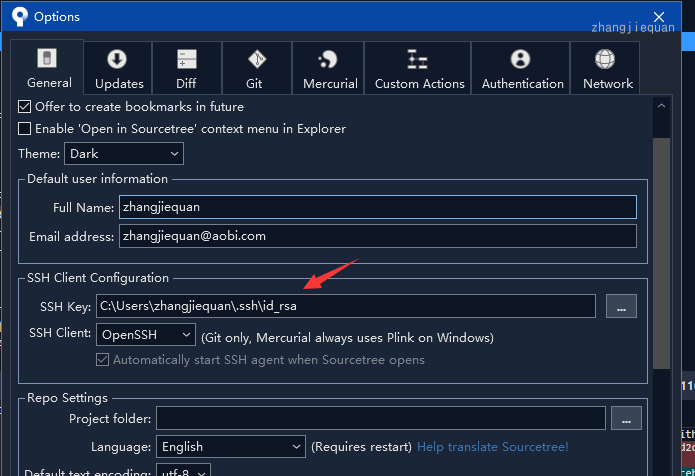 Options
zhangjiequan
General Updates Diff Git Mercurial Custom Actions Authentication Network
Offer to create bookmarks in future
Enable 'Open in Sourcetree' context menu in Explorer
Theme: Dark
Default user information
Full Name: zhangjiequan
Email address: zhangjiequan@aobi.com
SSH Client Configuration
SSH Key: C:\Users\zhangjiequan\.ssh\id_rsa ...
SSH Client: OpenSSH (Git only, Mercurial always uses Plink on Windows)
Automatically start SSH agent when Sourcetree opens
Repo Settings
Project folder: ...
Language: English (Requires restart) Help translate Sourcetree!
Default text encoding: utf-8